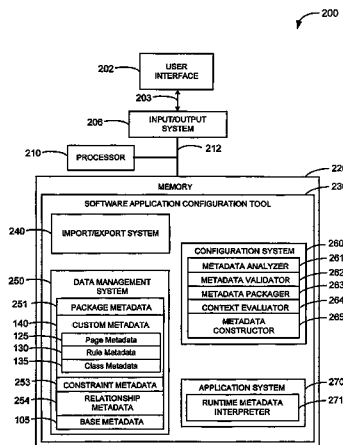 200
202
USER
INTERFACE
203
206
INPUT/OUTPUT
SYSTEM
210
PROCESSOR
212
220
MEMORY
230
SOFTWARE APPLICATION CONFIGURATION TOOL
240
IMPORT/EXPORT SYSTEM
250
DATA MANAGEMENT
SYSTEM
251
PACKAGE METADATA
140
CUSTOM METADATA
125
Page Metadata
130
Rule Metadata
135
Class Metadata
253
CONSTRAINT METADATA
254
RELATIONSHIP
METADATA
105
BASE METADATA
260
CONFIGURATION SYSTEM
261
METADATA ANALYZER
262
METADATA VALIDATOR
263
METADATA PACKAGER
264
CONTEXT EVALUATOR
265
METADATA
CONSTRUCTOR
270
APPLICATION SYSTEM
271
RUNTIME METADATA
INTERPRETER